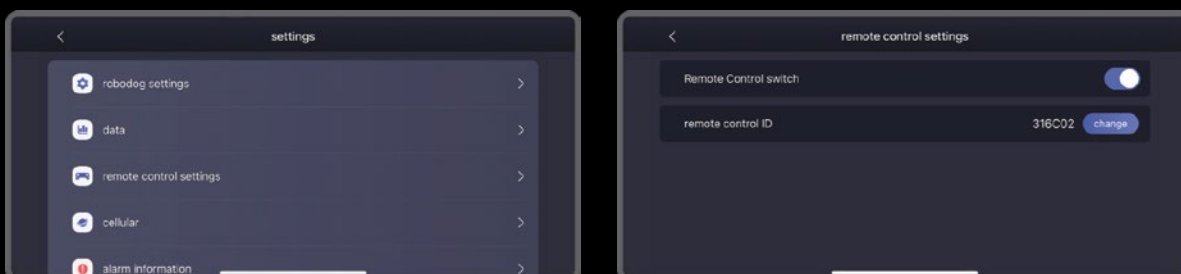 settings
robodog settings
data
remote control settings
cellular
alarm information
remote control settings
Remote Control switch
remote control ID 316C02 change